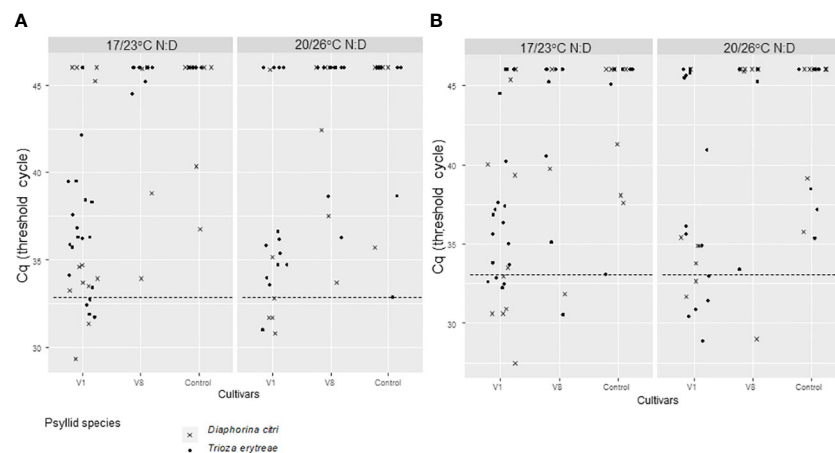 A
B
17/23°C N:D
20/26°C N:D
17/23°C N:D
20/26°C N:D
Cq (threshold cycle)
45
40
35
30
Cq (threshold cycle)
45
40
35
30
V1
V8
Control
V1
V8
Control
V1
V8
Control
V1
V8
Control
Cultivars
Cultivars
Psyllid species
Diaphorina citri
Trioza erytreae